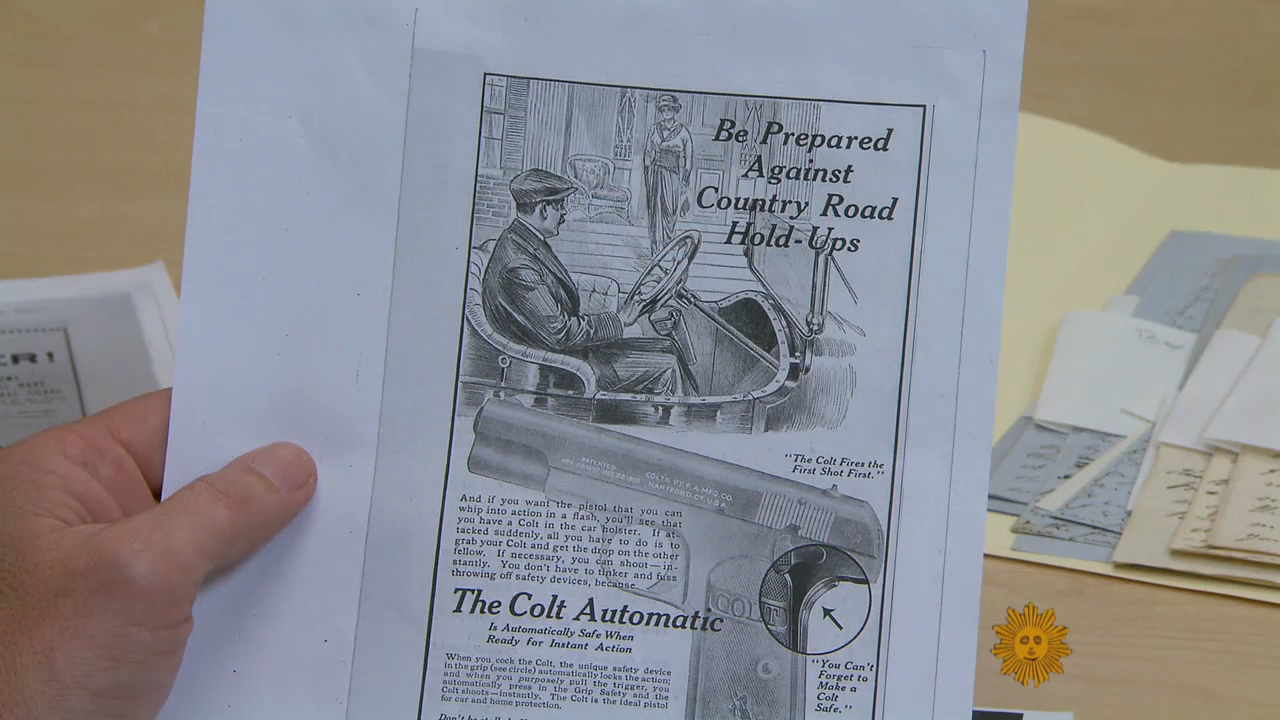 Be Prepared
Against
Country Road
Hold-Ups
"The Colt Fires the
First Shot First."
PATENTED
COLT'S PT. F. A. MFG. CO.
HARTFORD, CT. U.S.A.
And if you want the pistol that you can
whip into action in a flash, you'll see that
you have a Colt in the car holster. If at-
tacked suddenly, all you have to do is to
grab your Colt and get the drop on the other
fellow. If necessary, you can shoot—in-
stantly. You don't have to tinker and fuss
throwing off safety devices, because
COLT
The Colt Automatic
Is Automatically Safe When
Ready for Instant Action
When you cock the Colt, the unique safety device
in the grip (see circle) automatically locks the action;
and when you purposely pull the trigger, you
automatically press in the Grip Safety and the
Colt shoots—instantly. The Colt is the ideal pistol
for car and home protection.
"You Can't
Forget to
Make a
Colt
Safe."